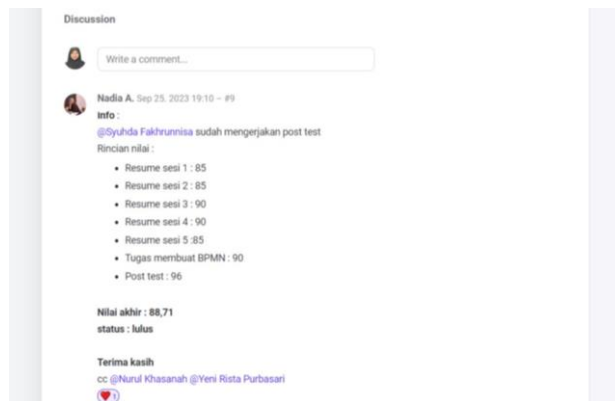 Discussion
Write a comment...
Nadia A. Sep 25, 2023 19:10 – #9
Info :
@Syuhda Fakhrunnisa sudah mengerjakan post test
Rincian nilai :
• Resume sesi 1 : 85
• Resume sesi 2 : 85
• Resume sesi 3 : 90
• Resume sesi 4 : 90
• Resume sesi 5 :85
• Tugas membuat BPMN : 90
• Post test : 96
Nilai akhir : 88,71
status : lulus
Terima kasih
cc @Nurul Khasanah @Yeni Rista Purbasari